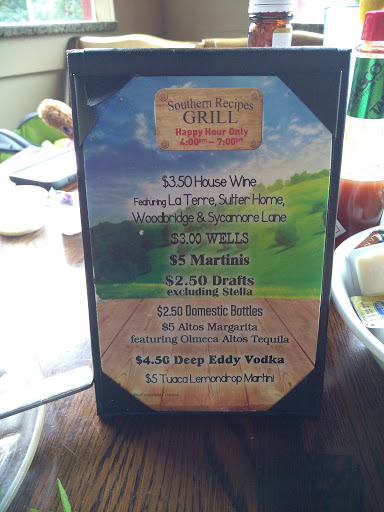 Southern Recipes
GRILL
Happy Hour Only
4:00pm – 7:00pm
$3.50 House Wine
Featuring La Terre, Sutter Home,
Woodbridge & Sycamore Lane
$3.00 WELLS
$5 Martinis
$2.50 Drafts
excluding Stella
$2.50 Domestic Bottles
$5 Altos Margarita
featuring Olmeca Altos Tequila
$4.50 Deep Eddy Vodka
$5 Tuaca Lemondrop Martini